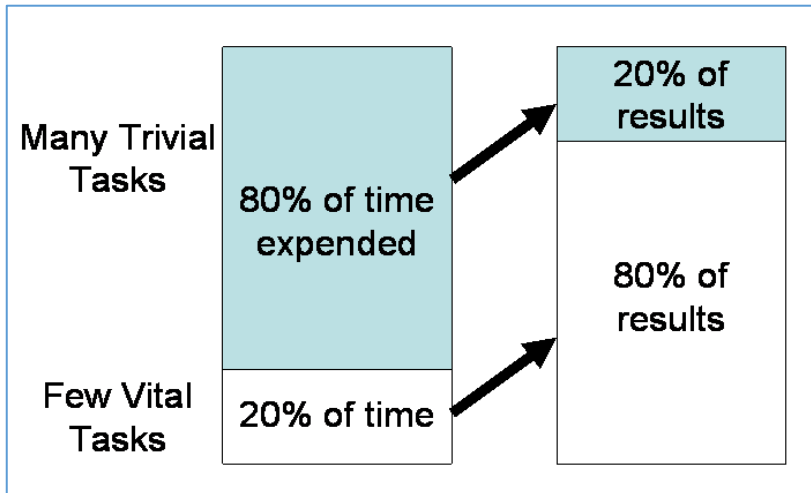 Many Trivial
Tasks
80% of time
expended
20% of
results
Few Vital
Tasks
20% of time
80% of
results